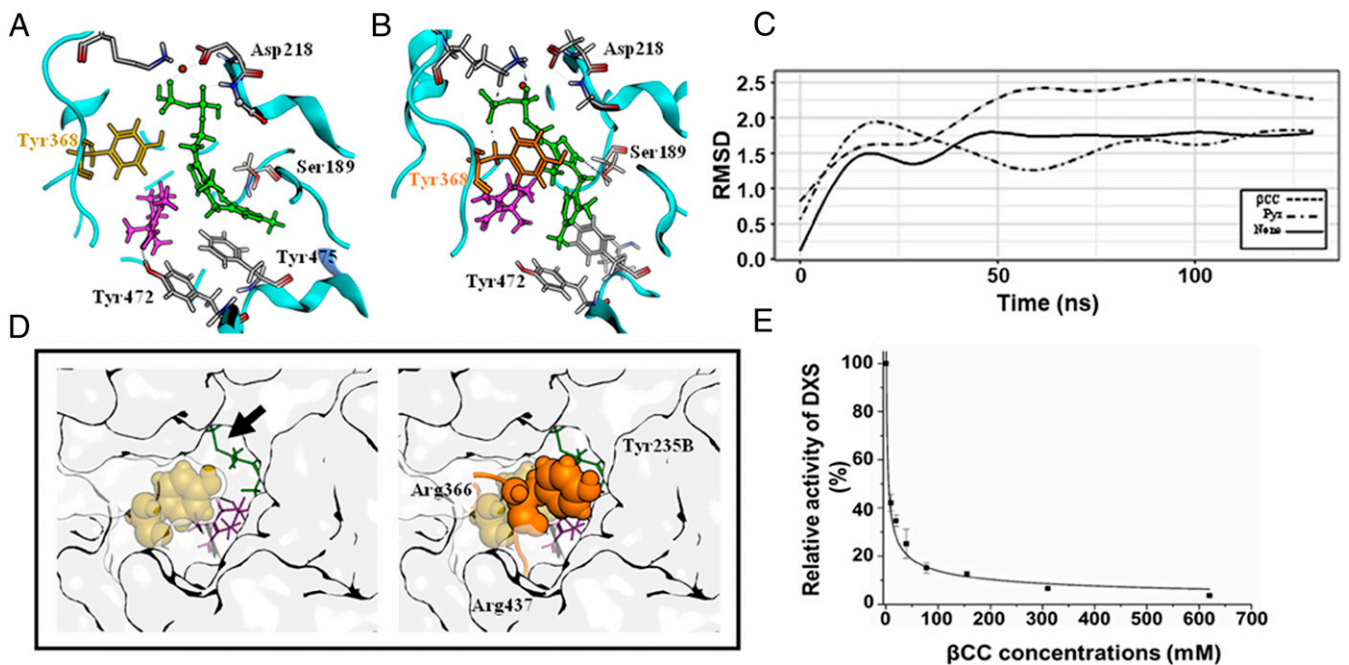 A
Asp218
Tyr368
Ser189
Tyr475
Tyr472
B
Asp218
Tyr368
Ser189
Tyr472
C
RMSD
2.5
2.0
1.5
1.0
0.0
0
50
100
Time (ns)
βCC
Pyr
None
D
Arg366
Tyr235B
Arg437
E
Relative activity of DXS
(%)
100
80
60
40
20
0
0 100 200 300 400 500 600 700
βCC concentrations (mM)